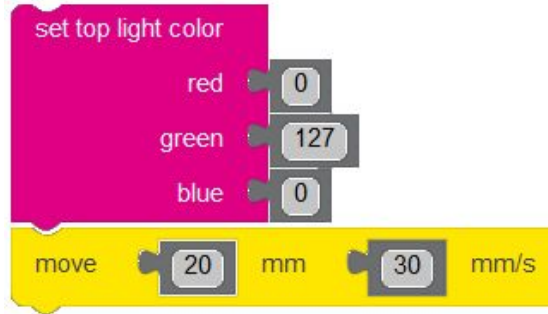 set top light color
red 0
green 127
blue 0
move 20 mm 30 mm/s